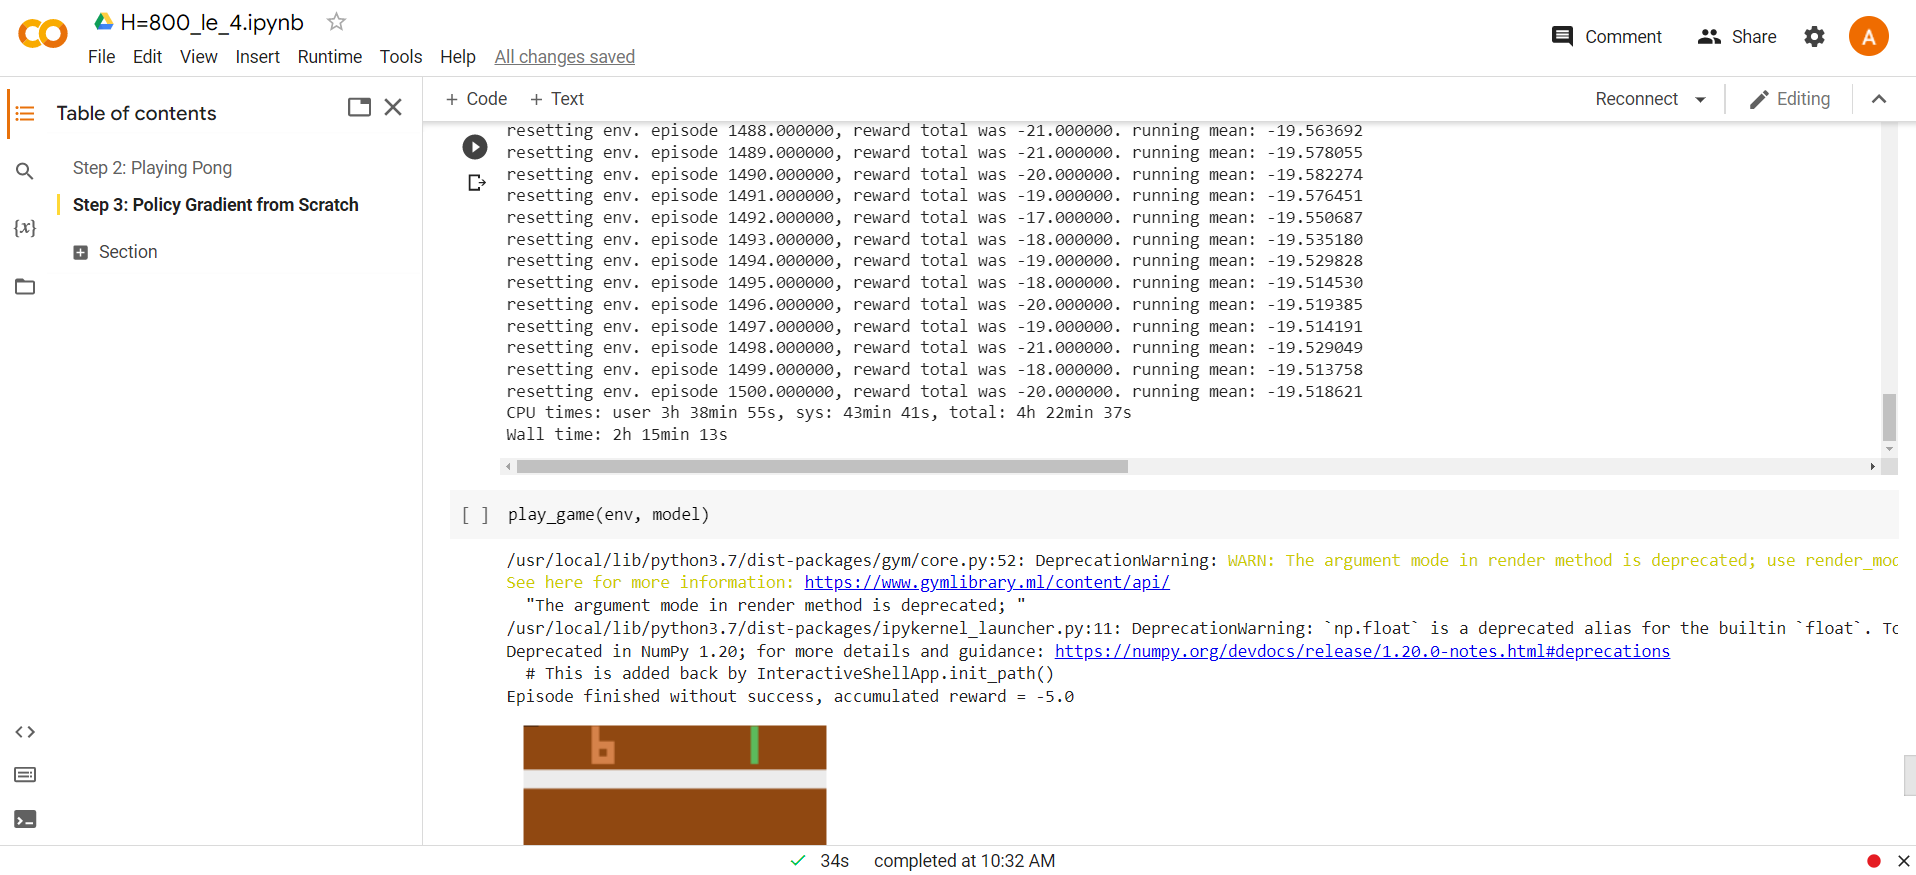 H=800_le_4.ipynb
File Edit View Insert Runtime Tools Help All changes saved
Comment Share A
Table of contents
Step 2: Playing Pong
Step 3: Policy Gradient from Scratch
Section
{x}
+ Code + Text
Reconnect Editing
resetting env. episode 1488.000000, reward total was -21.000000. running mean: -19.563692
resetting env. episode 1489.000000, reward total was -21.000000. running mean: -19.578055
resetting env. episode 1490.000000, reward total was -20.000000. running mean: -19.582274
resetting env. episode 1491.000000, reward total was -19.000000. running mean: -19.576451
resetting env. episode 1492.000000, reward total was -17.000000. running mean: -19.550687
resetting env. episode 1493.000000, reward total was -18.000000. running mean: -19.535180
resetting env. episode 1494.000000, reward total was -19.000000. running mean: -19.529828
resetting env. episode 1495.000000, reward total was -18.000000. running mean: -19.514530
resetting env. episode 1496.000000, reward total was -20.000000. running mean: -19.519385
resetting env. episode 1497.000000, reward total was -19.000000. running mean: -19.514191
resetting env. episode 1498.000000, reward total was -21.000000. running mean: -19.529049
resetting env. episode 1499.000000, reward total was -18.000000. running mean: -19.513758
resetting env. episode 1500.000000, reward total was -20.000000. running mean: -19.518621
CPU times: user 3h 38min 55s, sys: 43min 41s, total: 4h 22min 37s
Wall time: 2h 15min 13s
[ ] play_game(env, model)
/usr/local/lib/python3.7/dist-packages/gym/core.py:52: DeprecationWarning: WARN: The argument mode in render method is deprecated; use render_mod
See here for more information: https://www.gymlibrary.ml/content/api/
"The argument mode in render method is deprecated; "
/usr/local/lib/python3.7/dist-packages/ipykernel_launcher.py:11: DeprecationWarning: `np.float` is a deprecated alias for the builtin `float`. To
Deprecated in NumPy 1.20; for more details and guidance: https://numpy.org/devdocs/release/1.20.0-notes.html#deprecations
# This is added back by InteractiveShellApp.init_path()
Episode finished without success, accumulated reward = -5.0
6 1
34s completed at 10:32 AM